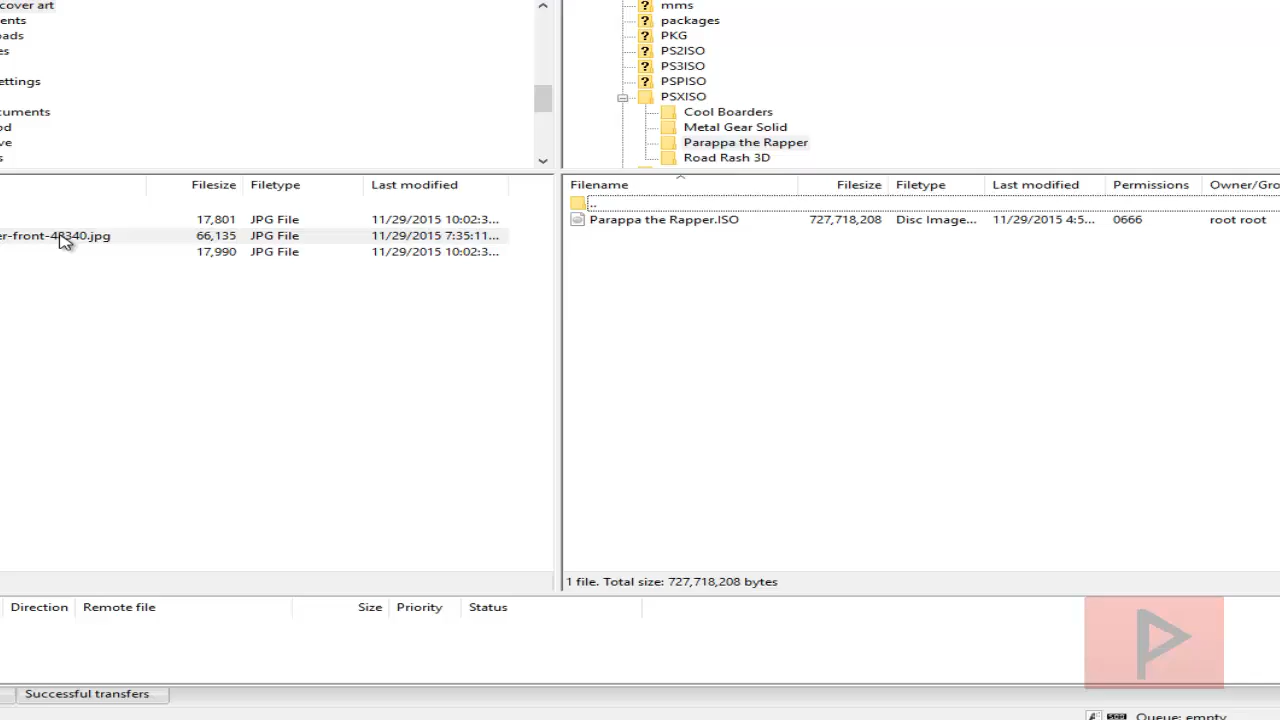 cover art
ents
ads
es
ettings
cuments
od
ve
s
mms
packages
PKG
PS2ISO
PS3ISO
PSPISO
PSXISO
Cool Boarders
Metal Gear Solid
Parappa the Rapper
Road Rash 3D
Filesize Filetype Last modified
17,801 JPG File 11/29/2015 10:02:3...
er-front-48340.jpg 66,135 JPG File 11/29/2015 7:35:11...
17,990 JPG File 11/29/2015 10:02:3...
Filename Filesize Filetype Last modified Permissions Owner/Gro
..
Parappa the Rapper.ISO 727,718,208 Disc Image... 11/29/2015 4:5... 0666 root root
1 file. Total size: 727,718,208 bytes
Direction Remote file Size Priority Status
P
Successful transfers
Queue: empty